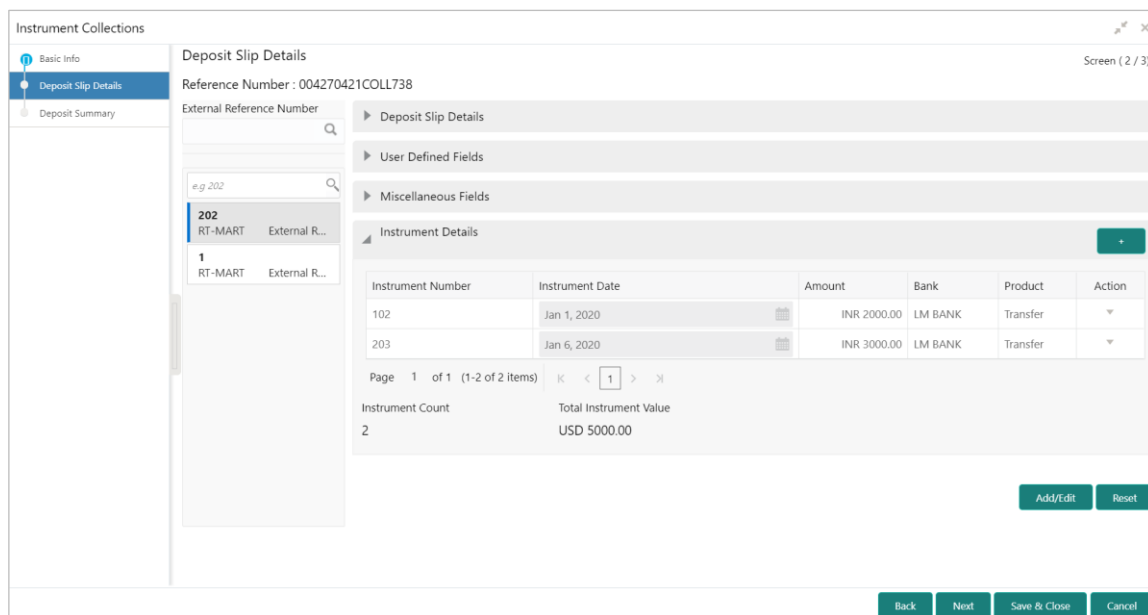 Instrument Collections
Basic Info
Deposit Slip Details
Deposit Summary
Deposit Slip Details
Screen ( 2 / 3)
Reference Number : 004270421COLL738
External Reference Number
e.g 202
202
RT-MART External R...
1
RT-MART External R...
Deposit Slip Details
User Defined Fields
Miscellaneous Fields
Instrument Details
+
Instrument Number Instrument Date Amount Bank Product Action
102 Jan 1, 2020 INR 2000.00 LM BANK Transfer
203 Jan 6, 2020 INR 3000.00 LM BANK Transfer
Page 1 of 1 (1-2 of 2 items) 1
Instrument Count Total Instrument Value
2 USD 5000.00
Add/Edit Reset
Back Next Save & Close Cancel